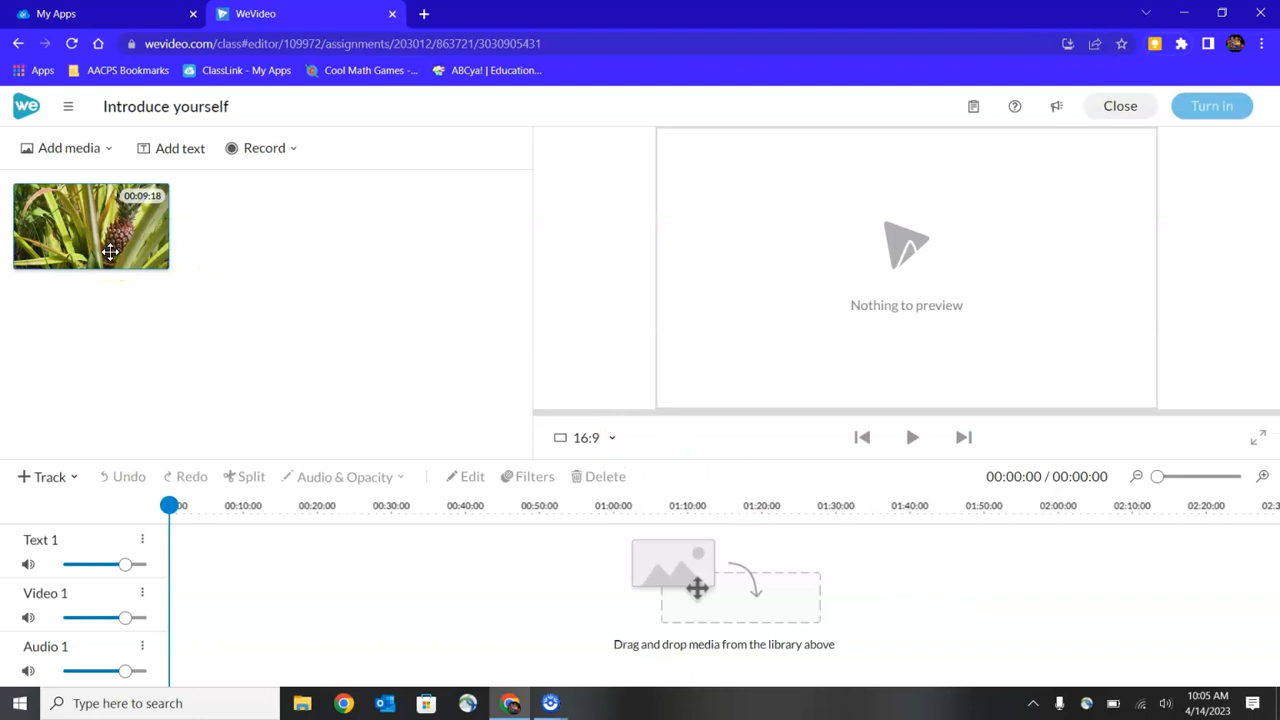 My Apps
WeVideo
wevideo.com/class#editor/109972/assignments/203012/863721/3030905431
Apps
AACPS Bookmarks
ClassLink - My Apps
Cool Math Games -...
ABCya! | Education...
we
Introduce yourself
Close
Turn in
Add media
Add text
Record
00:09:18
Nothing to preview
16:9
Track
Undo
Redo
Split
Audio & Opacity
Edit
Filters
Delete
00:00:00 / 00:00:00
00:10:00 00:20:00 00:30:00 00:40:00 00:50:00 01:00:00 01:10:00 01:20:00 01:30:00 01:40:00 01:50:00 02:00:00 02:10:00 02:20:00
Text 1
Video 1
Audio 1
Drag and drop media from the library above
Type here to search
10:05 AM
4/14/2023